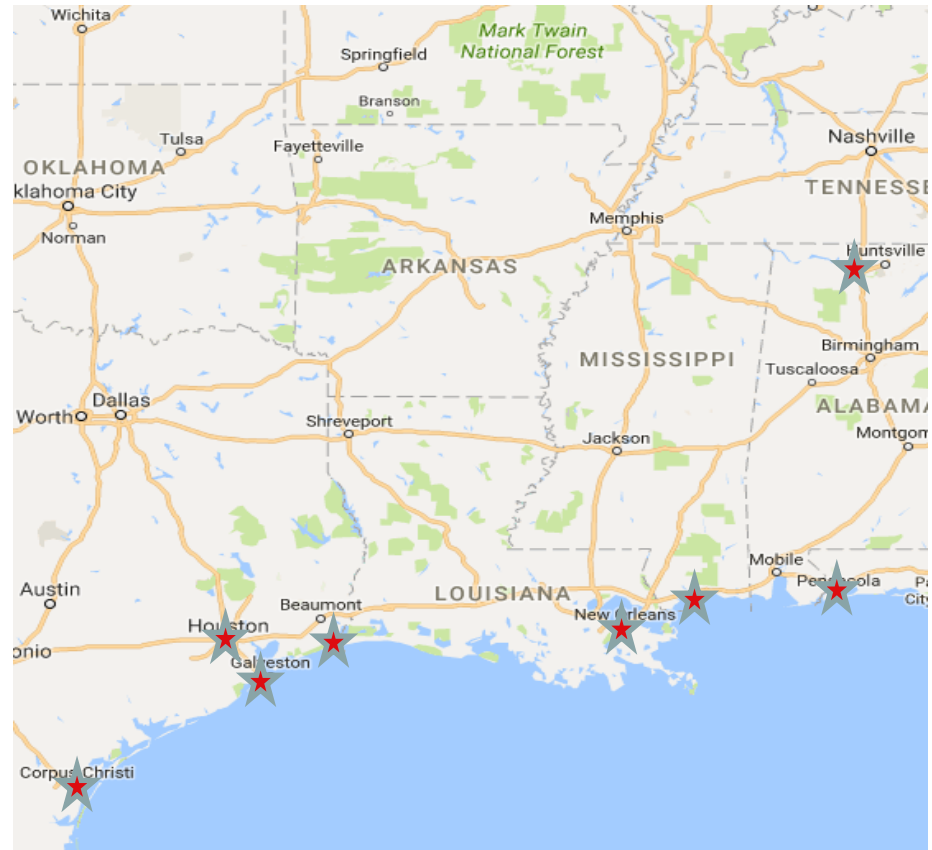 Wichita
Mark Twain
National Forest
Springfield
Branson
Tulsa
Fayetteville
Nashville
OKLAHOMA
klahoma City
TENNESSE
Norman
Memphis
Huntsville
ARKANSAS
Birmingham
MISSISSIPPI
Tuscaloosa
Dallas
Worth
ALABAMA
Shreveport
Jackson
Montgom
Mobile
Pensacola
Pa
City
Austin
LOUISIANA
Beaumont
New Orleans
Houston
onio
Galveston
Corpus Christi